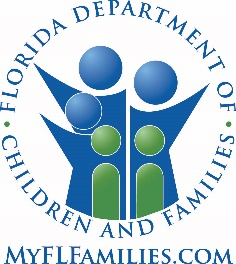 • FLORIDA DEPARTMENT OF •
CHILDREN AND FAMILIES
MYFLFAMILIES.COM